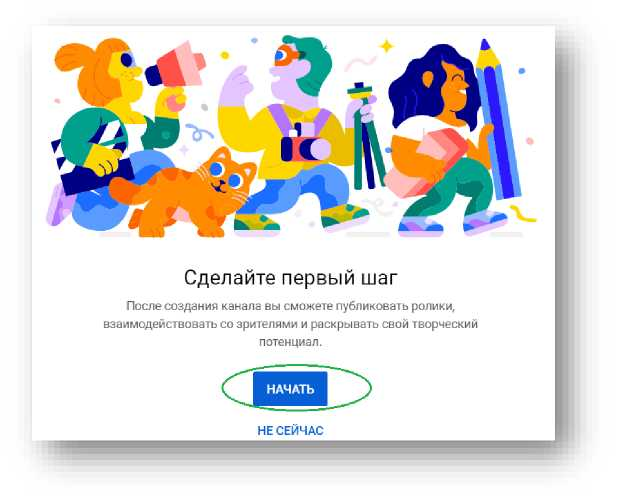 Сделайте первый шаг
После создания канала вы сможете публиковать ролики,
взаимодействовать со зрителями и раскрывать свой творческий
потенциал.
НАЧАТЬ
НЕ СЕЙЧАС